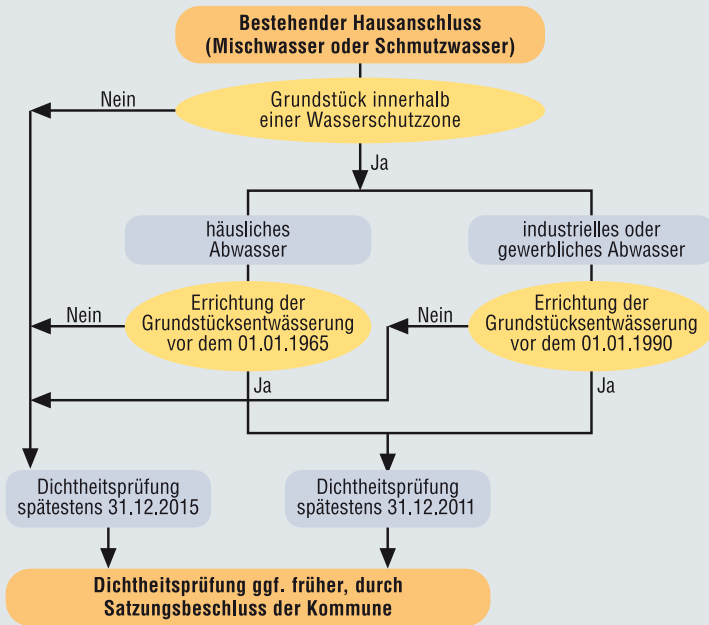 Bestehender Hausanschluss
(Mischwasser oder Schmutzwasser)
Nein
Grundstück innerhalb
einer Wasserschutzzone
Ja
häusliches
Abwasser
industrielles oder
gewerbliches Abwasser
Nein
Errichtung der
Grundstücksentwässerung
vor dem 01.01.1965
Nein
Errichtung der
Grundstücksentwässerung
vor dem 01.01.1990
Ja
Ja
Dichtheitsprüfung
spätestens 31.12.2015
Dichtheitsprüfung
spätestens 31.12.2011
Dichtheitsprüfung ggf. früher, durch
Satzungsbeschluss der Kommune